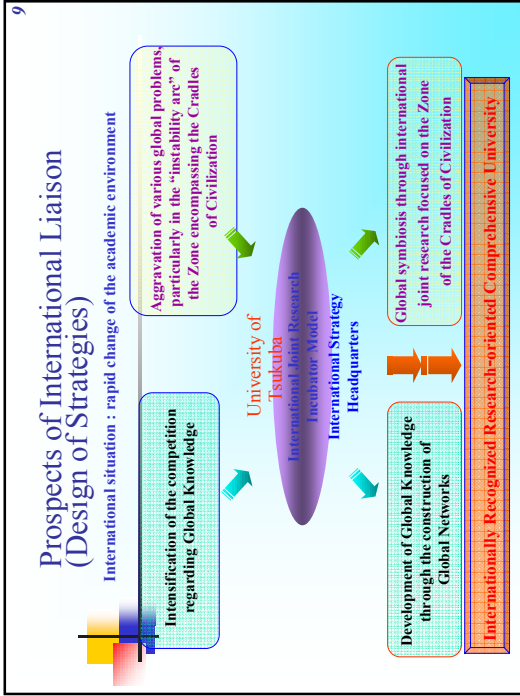 Prospects of International Liaison
(Design of Strategies)
International situation : rapid change of the academic environment
Intensification of the competition
regarding Global Knowledge
Aggravation of various global problems,
particularly in the “instability arc” of
the Zone encompassing the Cradles
of Civilization
University of
Tsukuba
International Joint Research
Incubator Model
International Strategy
Headquarters
Development of Global Knowledge
through the construction of
Global Networks
Global symbiosis through international
joint research focused on the Zone
of the Cradles of Civilization
Internationally Recognized Research-oriented Comprehensive University
9